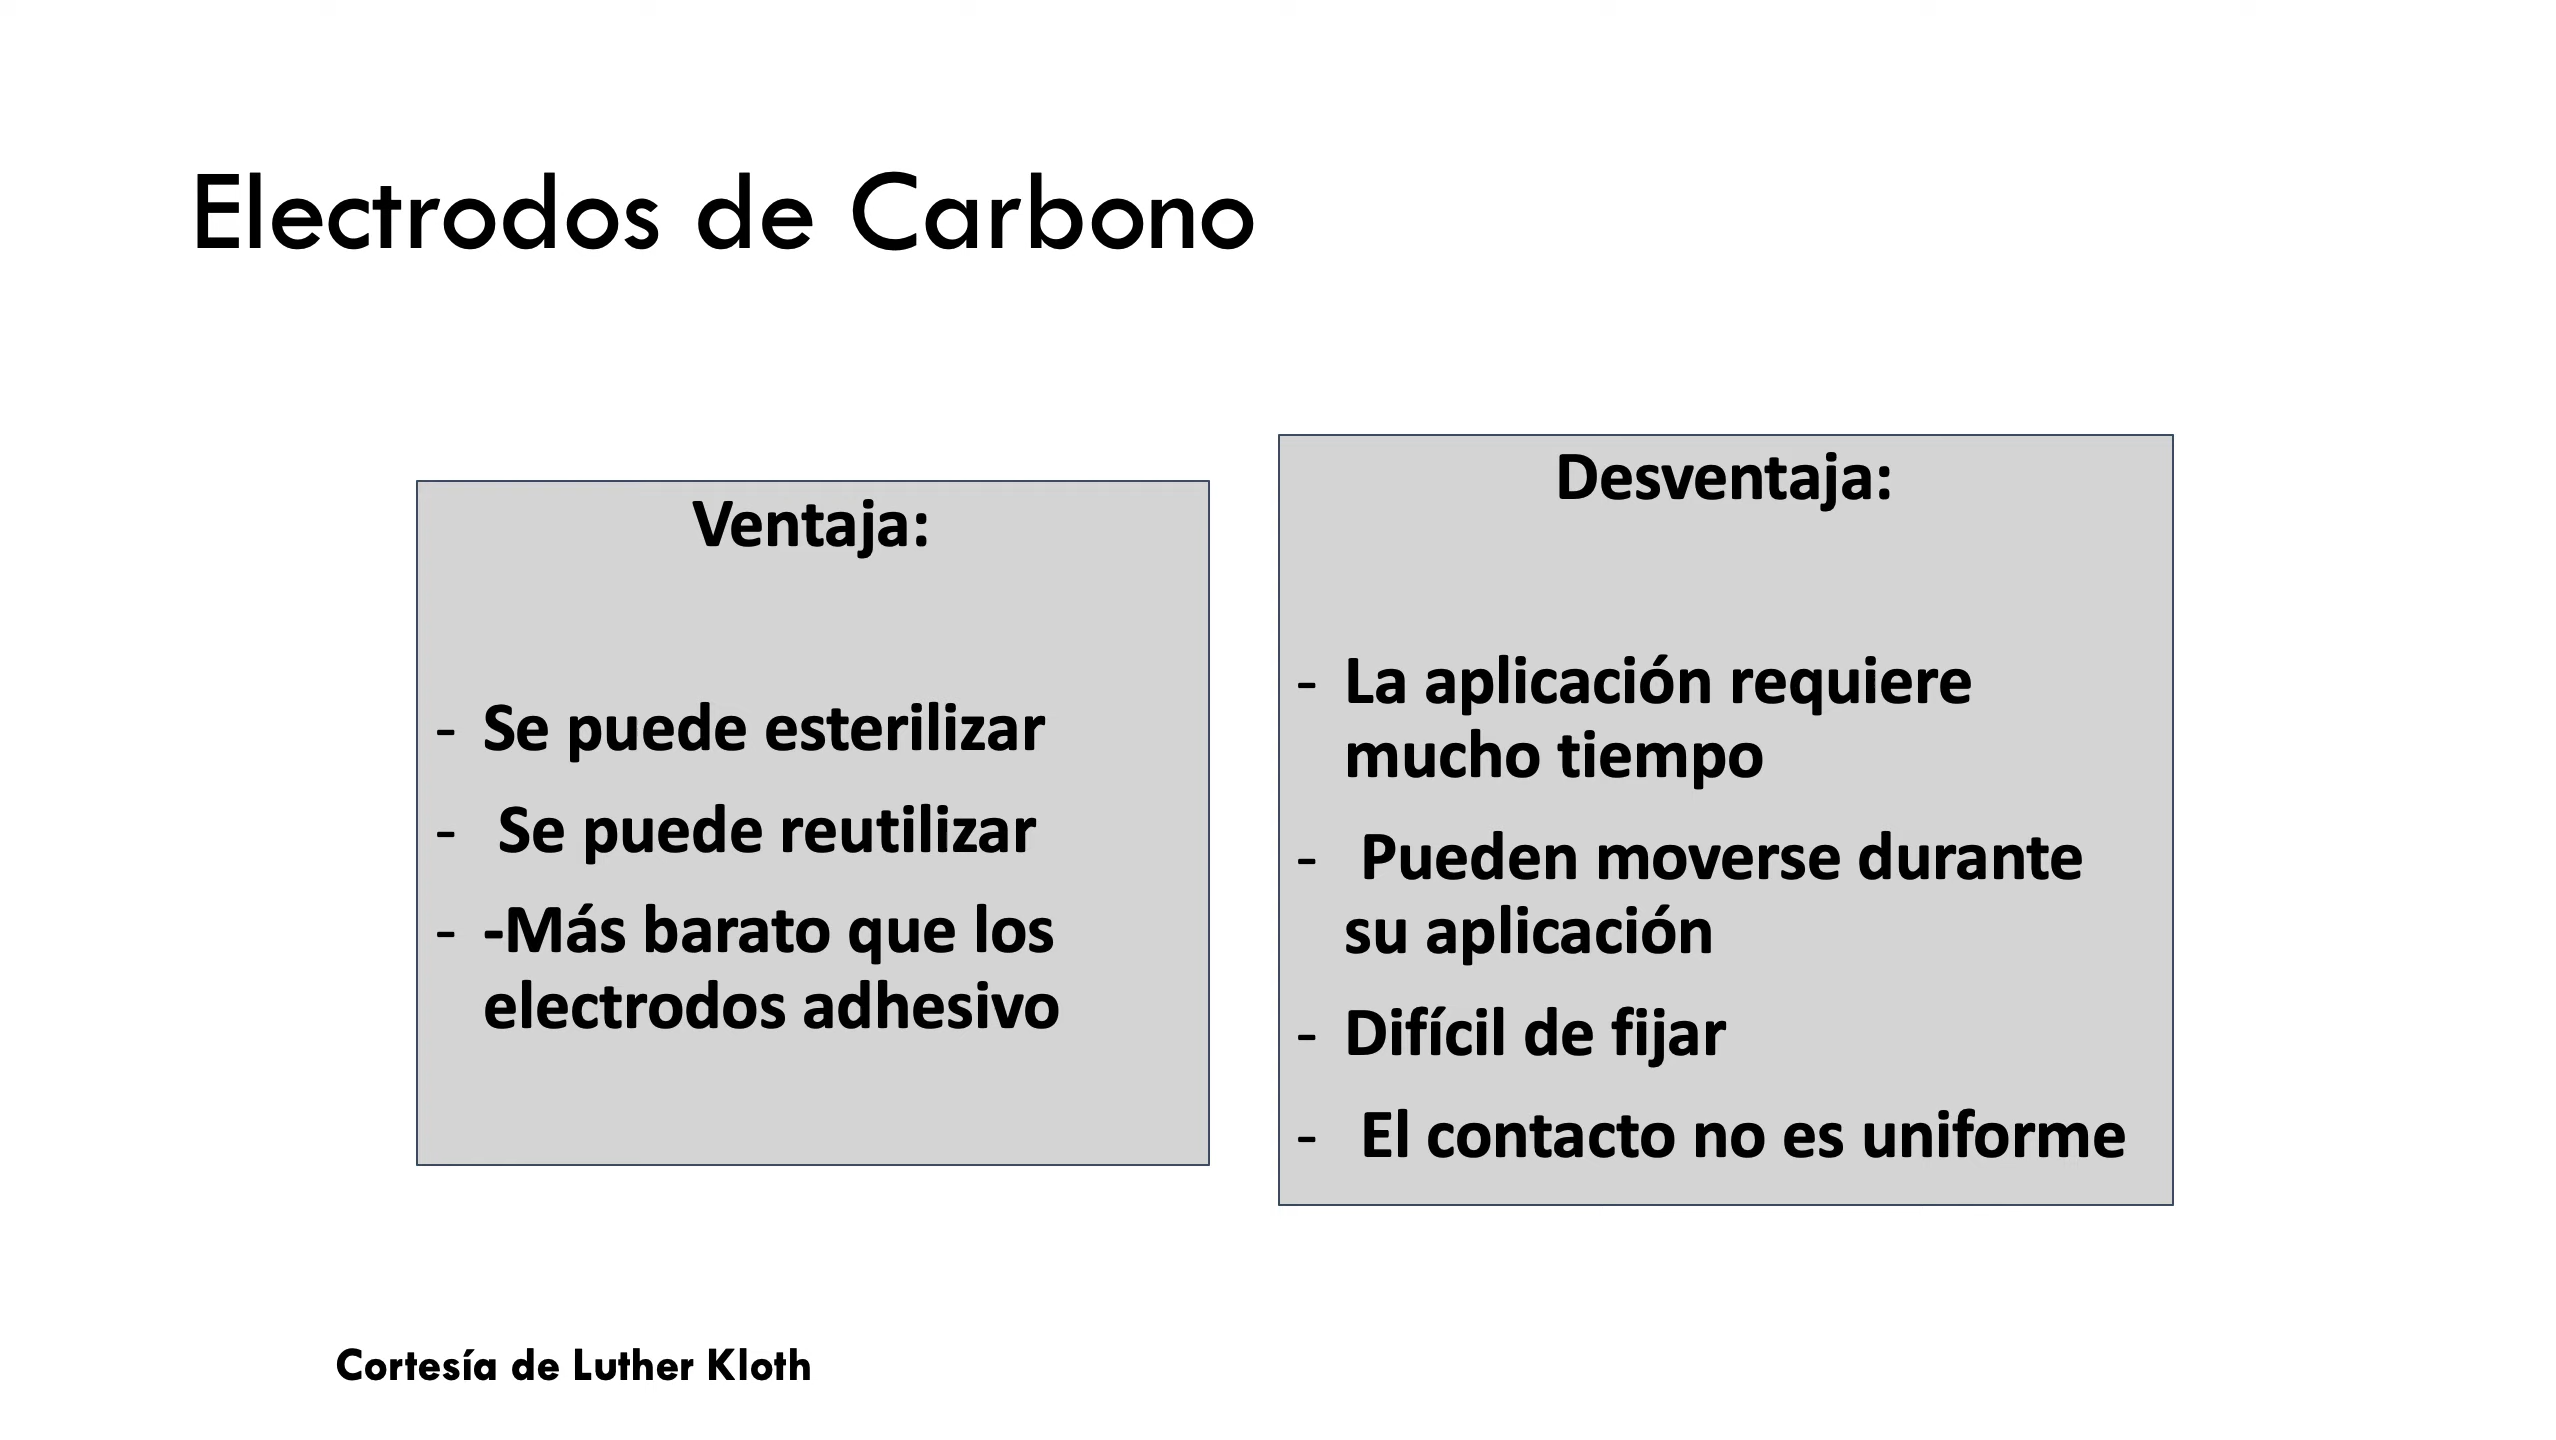 Electrodos de Carbono
Ventaja:
- Se puede esterilizar
- Se puede reutilizar
- -Más barato que los
electrodos adhesivo
Desventaja:
- La aplicación requiere
mucho tiempo
- Pueden moverse durante
su aplicación
- Difícil de fijar
- El contacto no es uniforme
Cortesía de Luther Kloth